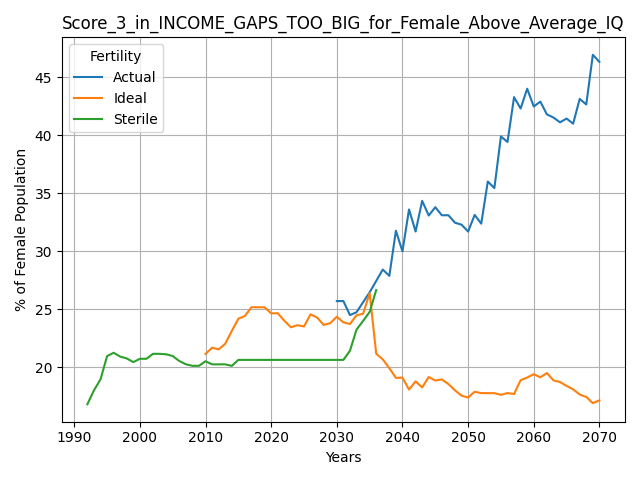 Score_3_in_INCOME_GAPS_TOO_BIG_for_Female_Above_Average_IQ
Fertility
Actual
Ideal
Sterile
% of Female Population
45
40
35
30
25
20
1990
2000
2010
2020
2030
2040
2050
2060
2070
Years